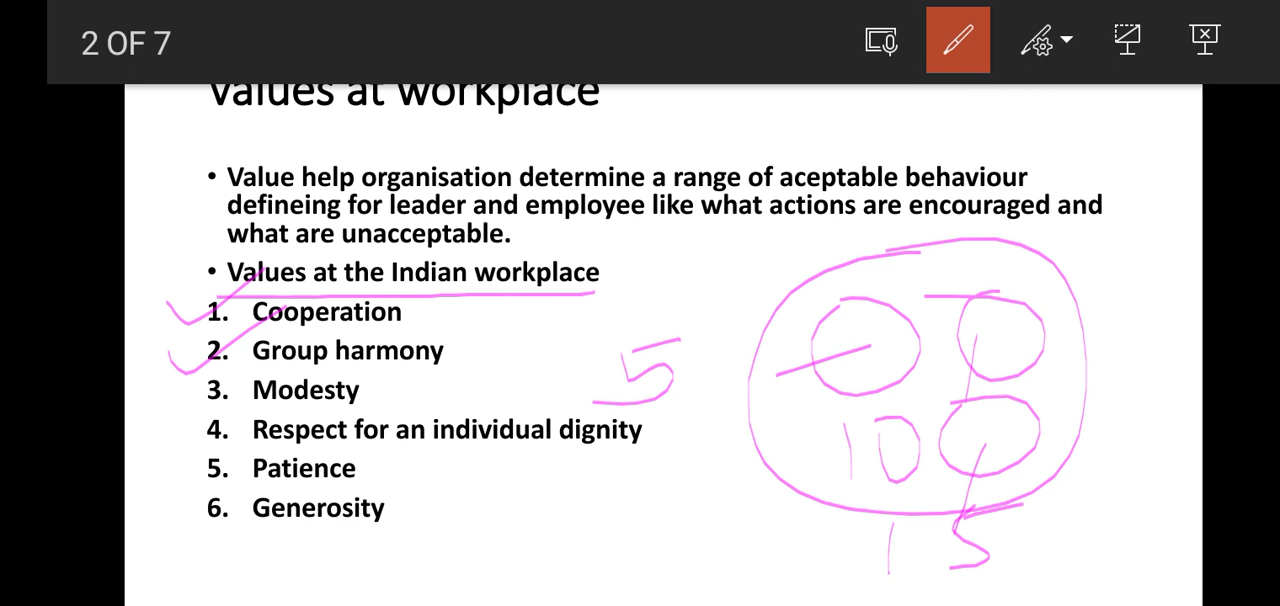 2 OF 7
Values at workplace
• Value help organisation determine a range of aceptable behaviour
defineing for leader and employee like what actions are encouraged and
what are unacceptable.
• Values at the Indian workplace
1. Cooperation
2. Group harmony
5
3. Modesty
4. Respect for an individual dignity
10
5. Patience
6. Generosity
15